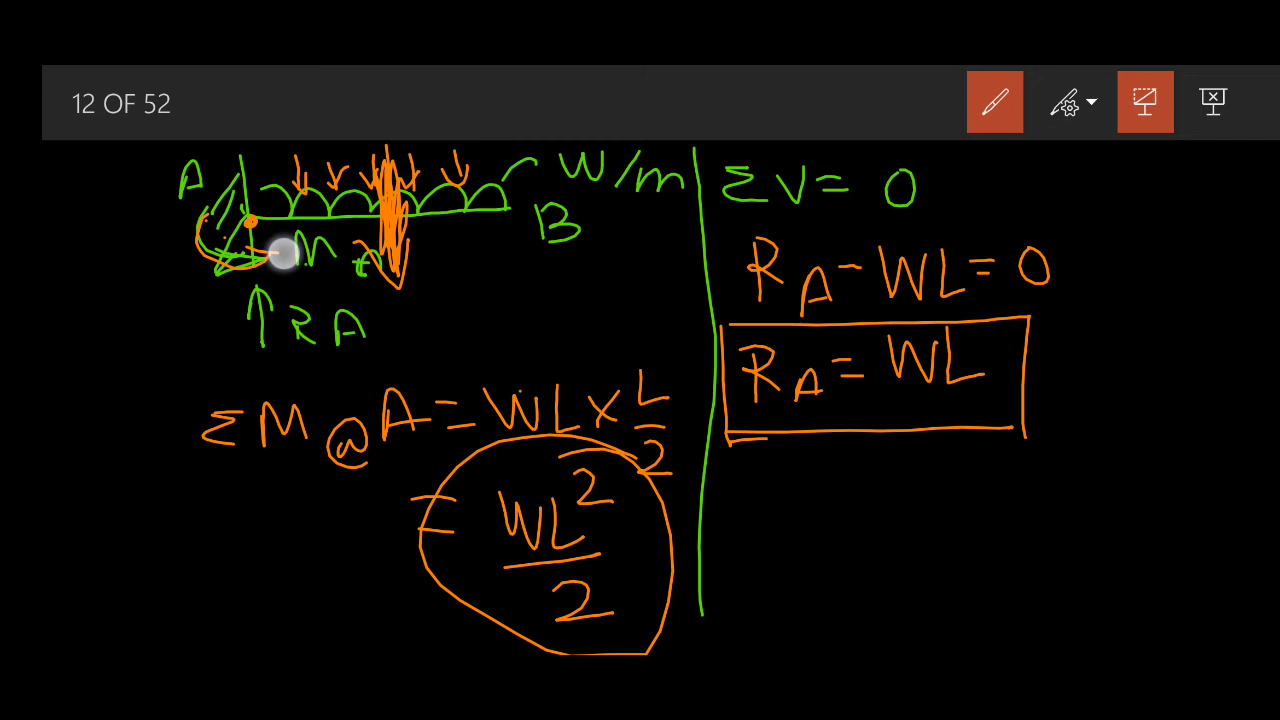 12 OF 52
A
W/m
B
M
RA
ΣM @ A = WL × L/2
= WL²/2
ΣV = 0
RA - WL = 0
RA = WL